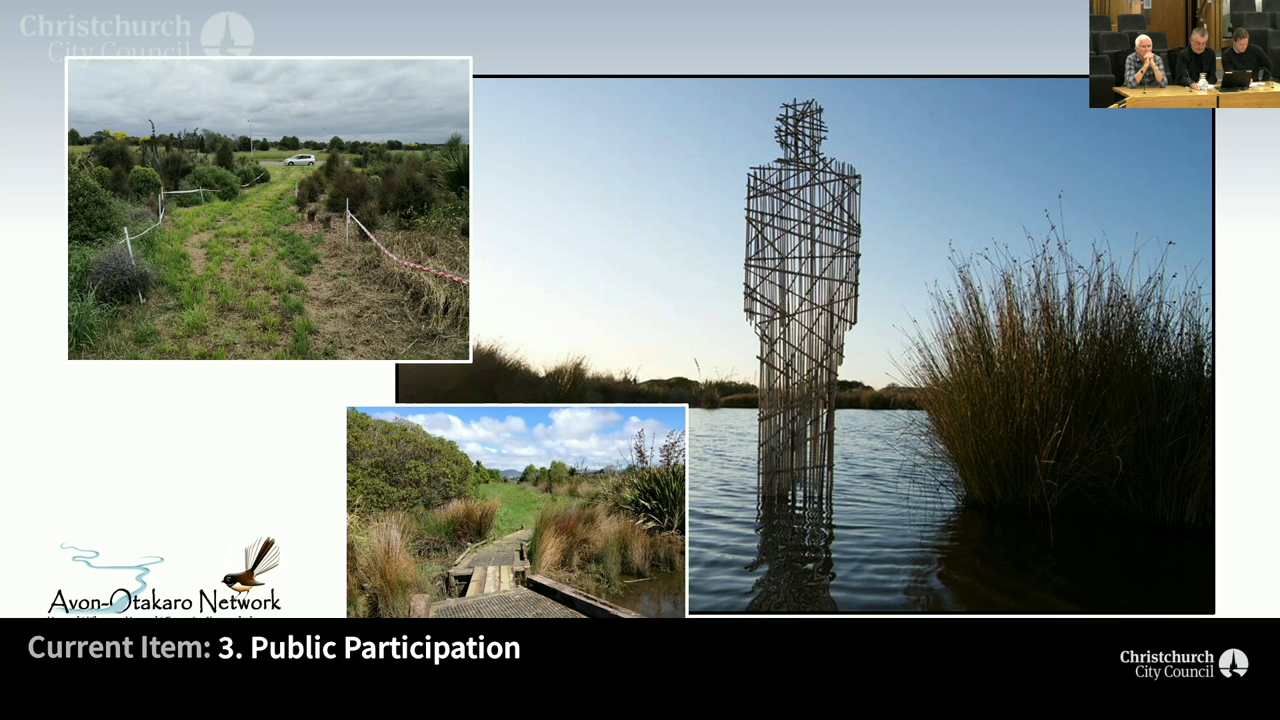 Christchurch
City Council
Avon-Otakaro Network
Current Item: 3. Public Participation
Christchurch
City Council